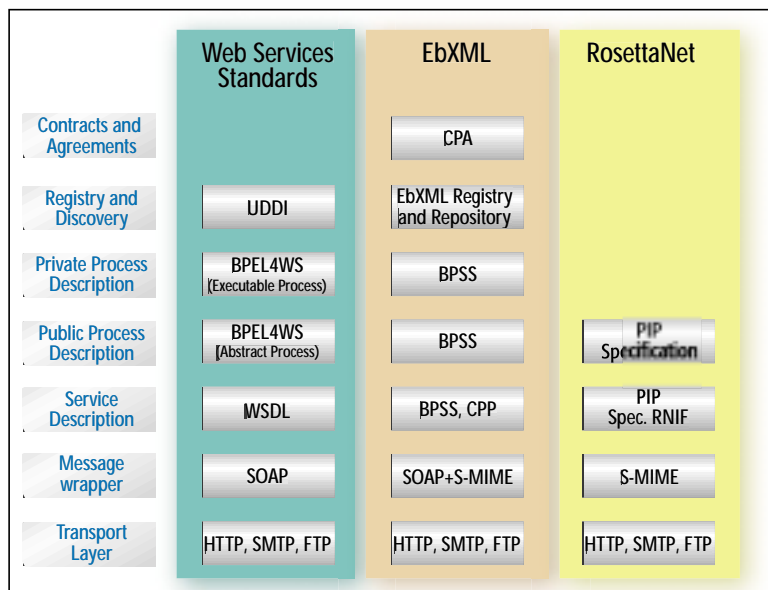 Web Services
Standards
EbXML
RosettaNet
Contracts and
Agreements
CPA
Registry and
Discovery
UDDI
EbXML Registry
and Repository
Private Process
Description
BPEL4WS
(Executable Process)
BPSS
Public Process
Description
BPEL4WS
(Abstract Process)
BPSS
PIP
Specification
Service
Description
WSDL
BPSS, CPP
PIP
Spec. RNIF
Message
wrapper
SOAP
SOAP+S-MIME
S-MIME
Transport
Layer
HTTP, SMTP, FTP
HTTP, SMTP, FTP
HTTP, SMTP, FTP